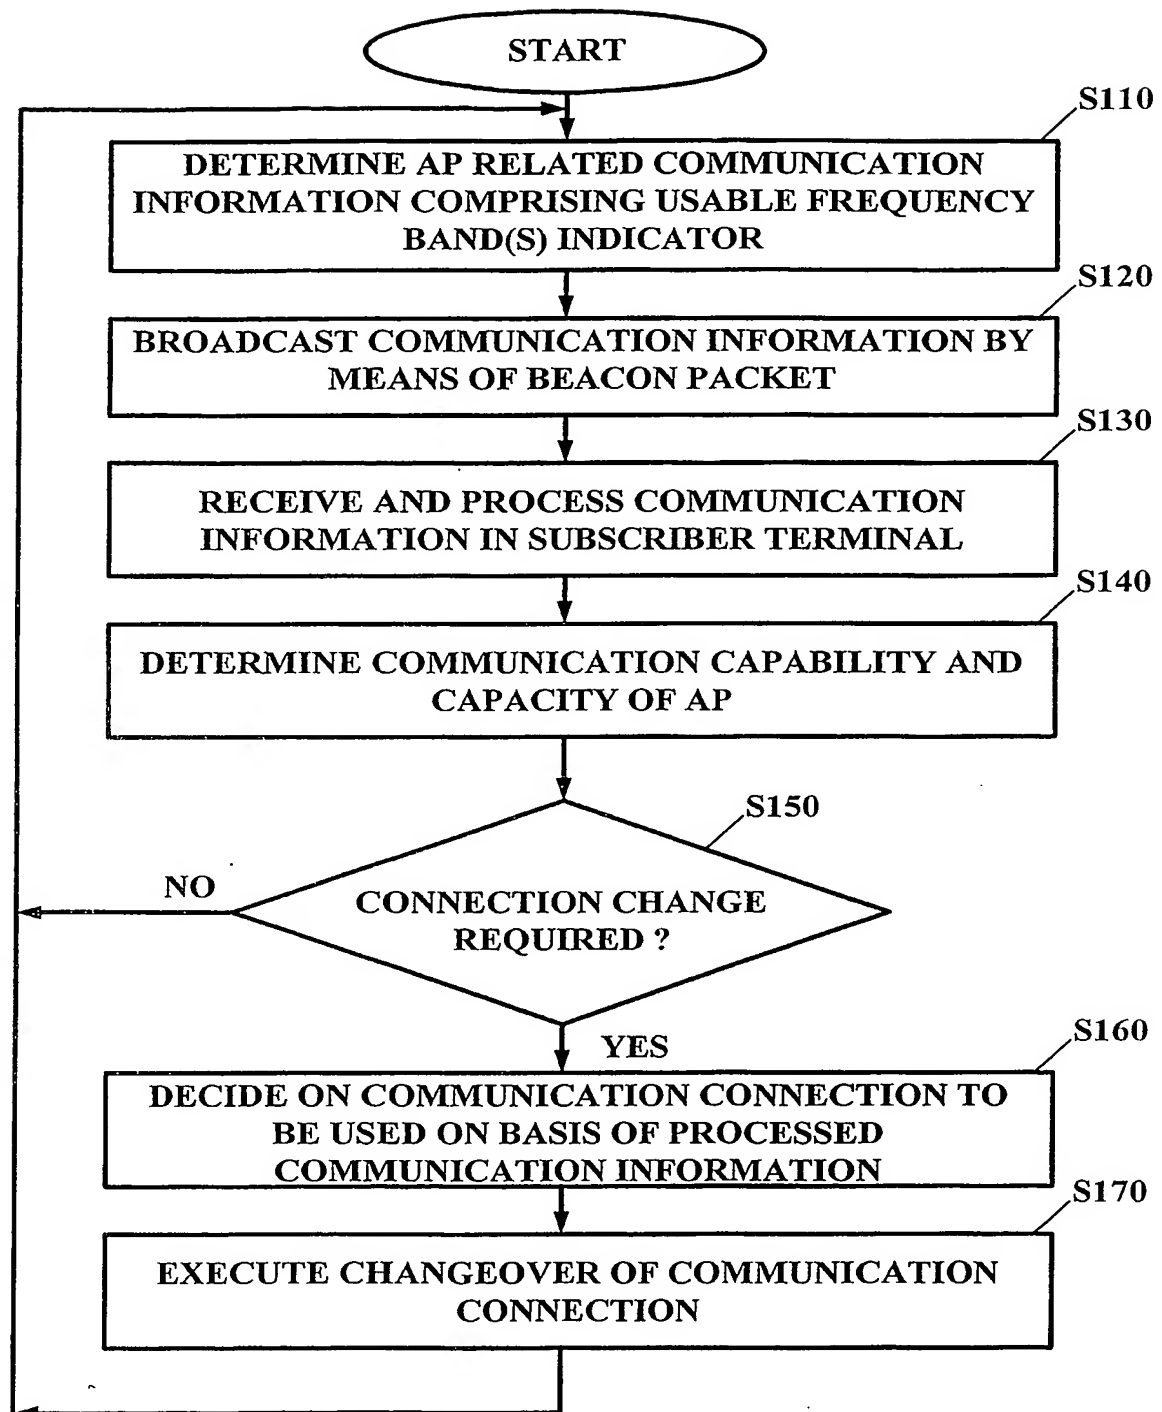 START
S110
DETERMINE AP RELATED COMMUNICATION
INFORMATION COMPRISING USABLE FREQUENCY
BAND(S) INDICATOR
S120
BROADCAST COMMUNICATION INFORMATION BY
MEANS OF BEACON PACKET
S130
RECEIVE AND PROCESS COMMUNICATION
INFORMATION IN SUBSCRIBER TERMINAL
S140
DETERMINE COMMUNICATION CAPABILITY AND
CAPACITY OF AP
S150
NO
CONNECTION CHANGE
REQUIRED ?
YES
S160
DECIDE ON COMMUNICATION CONNECTION TO
BE USED ON BASIS OF PROCESSED
COMMUNICATION INFORMATION
S170
EXECUTE CHANGEOVER OF COMMUNICATION
CONNECTION